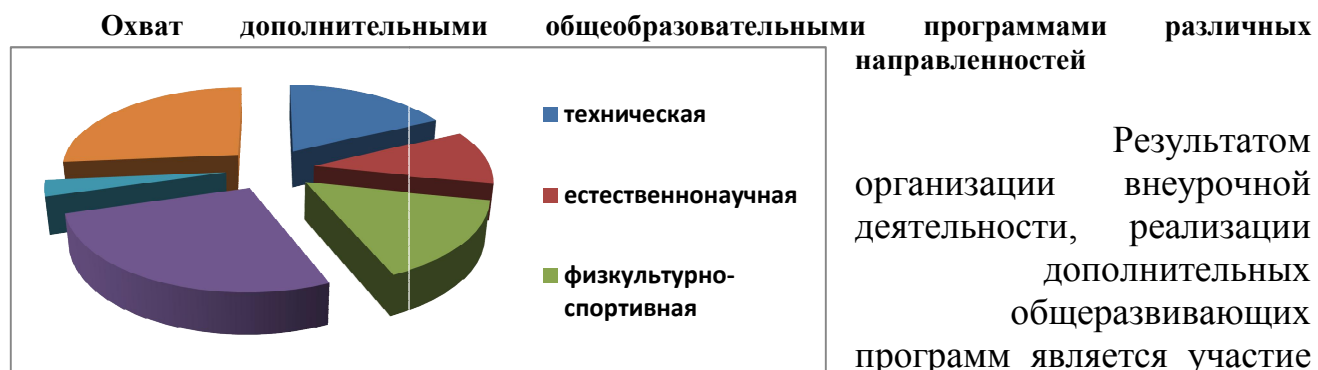 Охват дополнительными общеобразовательными программами различных
направленностей
техническая
естественнонаучная
физкультурно-
спортивная
Результатом
организации внеурочной
деятельности, реализации
дополнительных
общеразвивающих
программ является участие